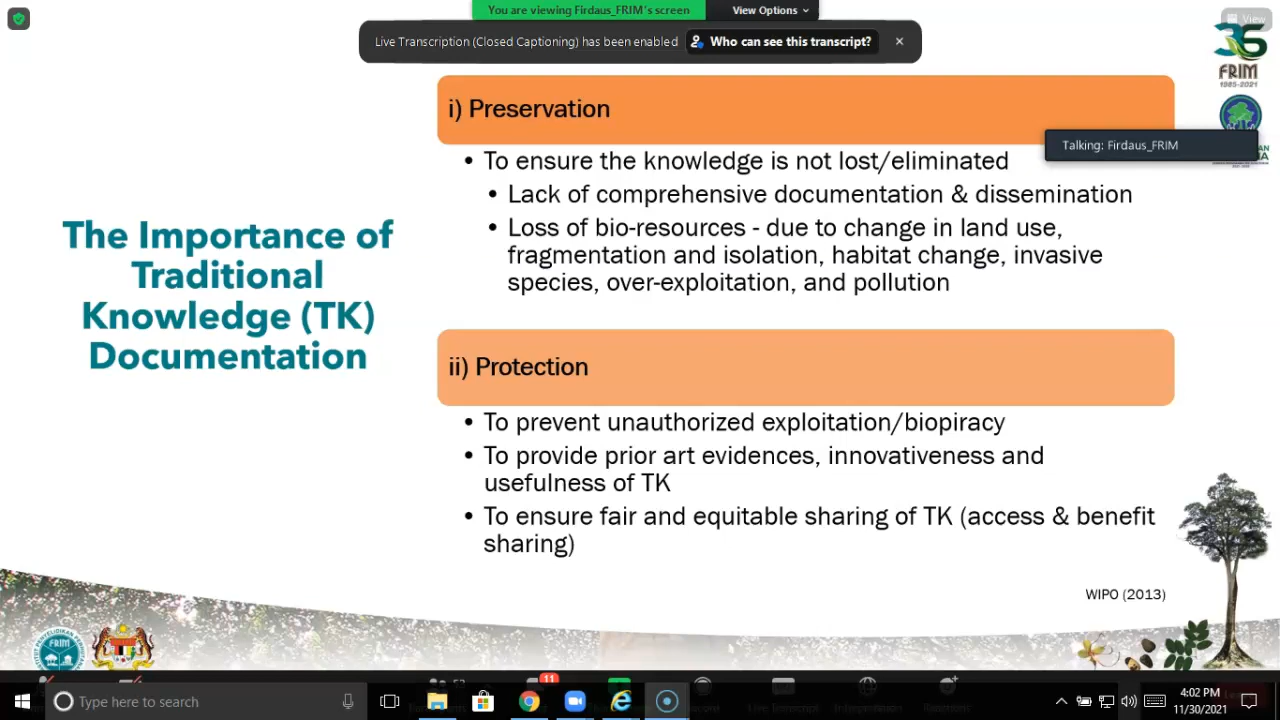 You are viewing Firdaus_FRIM's screen
View Options
View
Live Transcription (Closed Captioning) has been enabled
Who can see this transcript?
FRIM
1985-2021
Talking: Firdaus_FRIM
The Importance of
Traditional
Knowledge (TK)
Documentation
i) Preservation
• To ensure the knowledge is not lost/eliminated
• Lack of comprehensive documentation & dissemination
• Loss of bio-resources - due to change in land use,
fragmentation and isolation, habitat change, invasive
species, over-exploitation, and pollution
ii) Protection
• To prevent unauthorized exploitation/biopiracy
• To provide prior art evidences, innovativeness and
usefulness of TK
• To ensure fair and equitable sharing of TK (access & benefit
sharing)
WIPO (2013)
FRIM
11
Type here to search
4:02 PM
11/30/2021